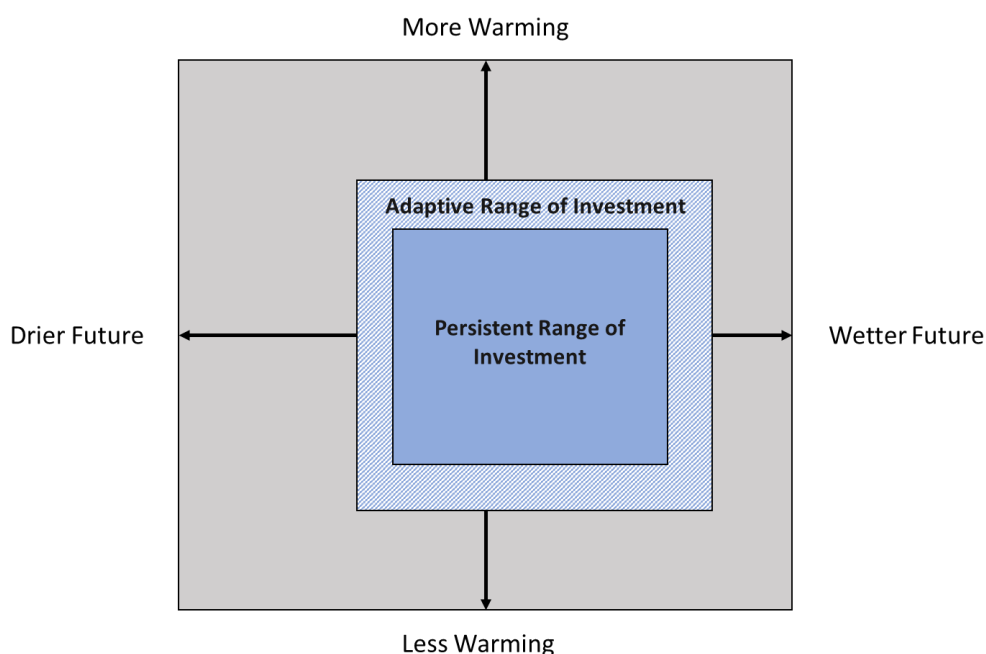 More Warming
Adaptive Range of Investment
Persistent Range of
Investment
Drier Future
Wetter Future
Less Warming